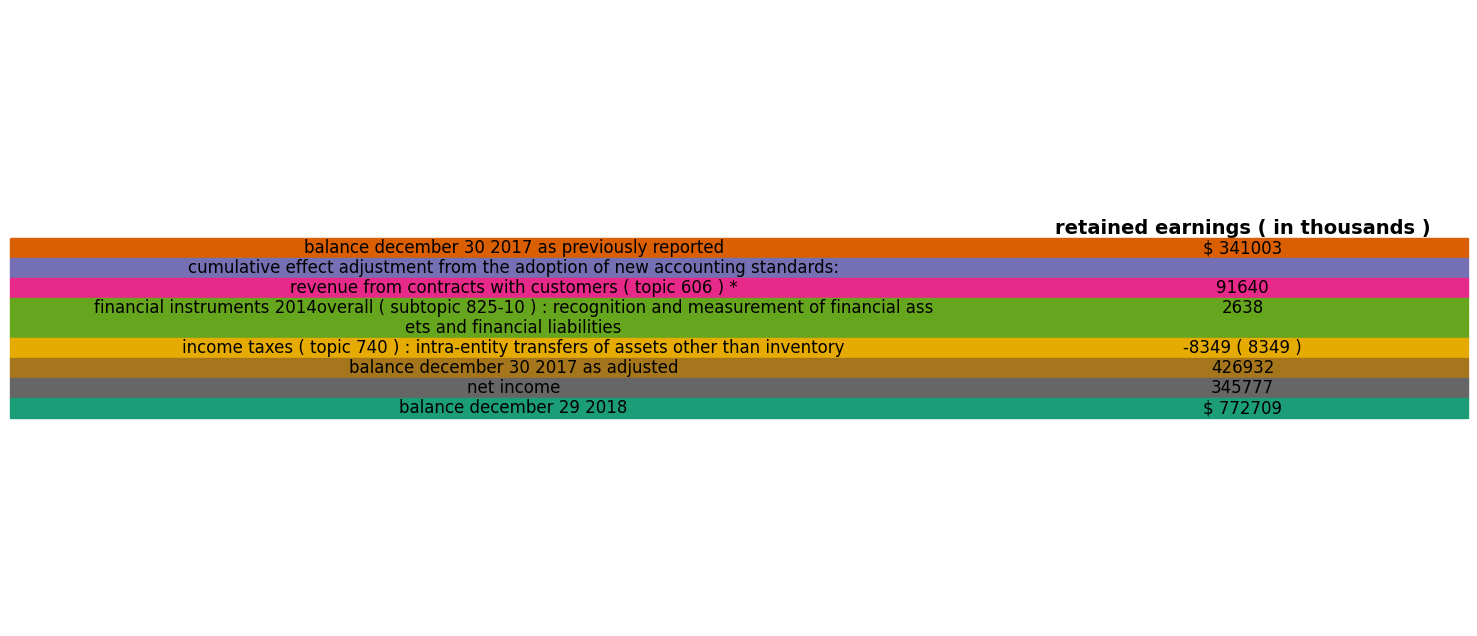 retained earnings ( in thousands )
balance december 30 2017 as previously reported $ 341003
cumulative effect adjustment from the adoption of new accounting standards:
revenue from contracts with customers ( topic 606 ) * 91640
financial instruments 2014overall ( subtopic 825-10 ) : recognition and measurement of financial ass 2638
ets and financial liabilities
income taxes ( topic 740 ) : intra-entity transfers of assets other than inventory -8349 ( 8349 )
balance december 30 2017 as adjusted 426932
net income 345777
balance december 29 2018 $ 772709